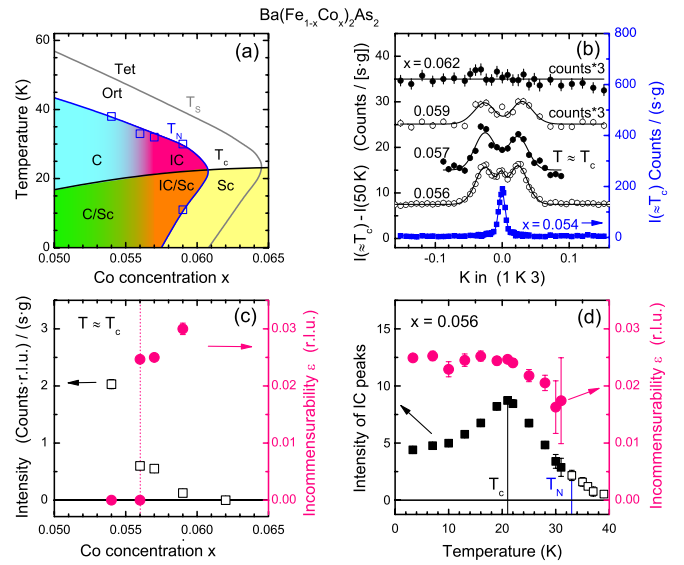 Ba(Fe1-xCox)2As2
(a)
Tet
Ort
TS
TN
Tc
C
IC
IC/Sc
Sc
C/Sc
60
40
20
0
Temperature (K)
0.050
0.055
0.060
0.065
Co concentration x
(b)
x = 0.062
counts*3
0.059
counts*3
0.057
T ≈ Tc
0.056
x = 0.054
45
35
25
15
5
I(≈Tc) - I(50 K) (Counts / [s·g)
800
600
400
200
0
I(≈Tc) Counts / (s·g)
-0.1
0.0
0.1
K in (1 K 3)
(c)
T ≈ Tc
3
2
1
0
Intensity (Counts·r.l.u.) / (s·g)
0.03
0.02
0.01
0.00
Incommensurability ε (r.l.u.)
0.050
0.055
0.060
0.065
Co concentration x
(d)
x = 0.056
Tc
TN
15
10
5
0
Intensity of IC peaks
0.03
0.02
0.01
0.00
Incommensurability ε (r.l.u.)
0
10
20
30
40
Temperature (K)